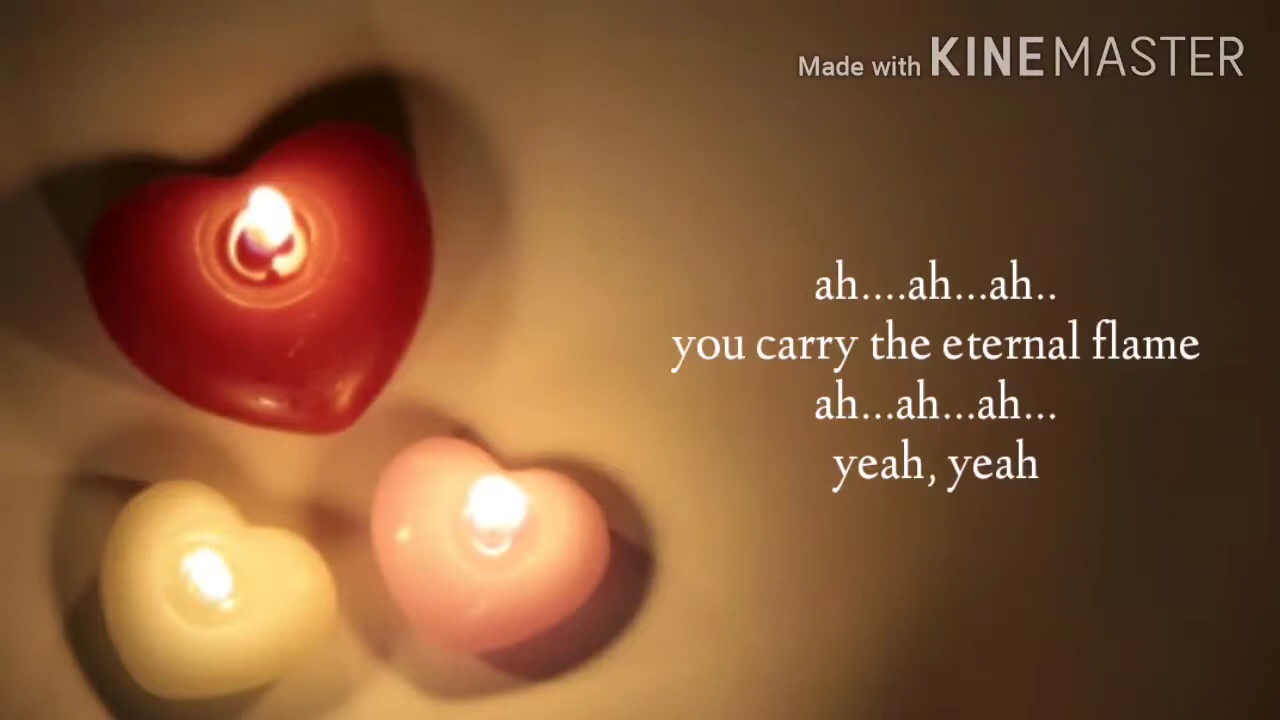 Made with KINEMASTER
ah....ah...ah..
you carry the eternal flame
ah...ah...ah...
yeah, yeah